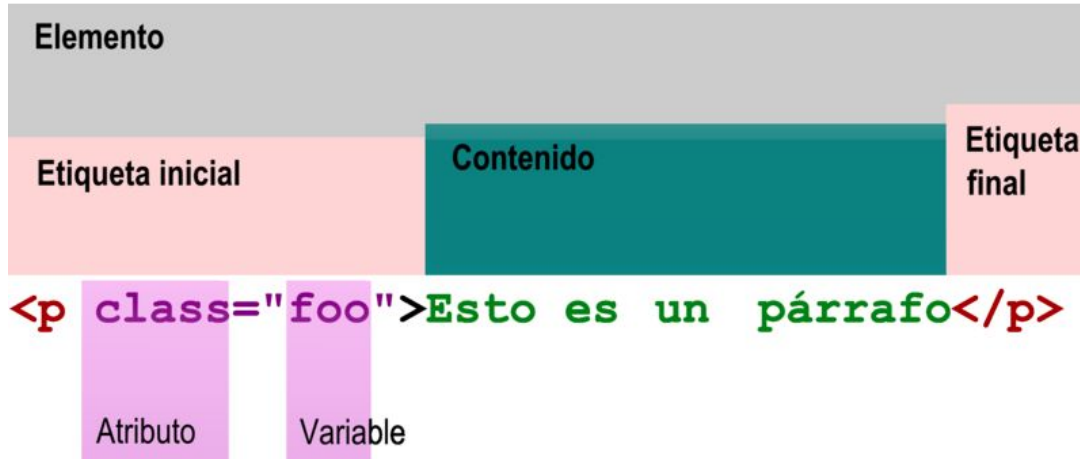 Elemento
Etiqueta inicial
Contenido
Etiqueta
final
<p class="foo">Esto es un párrafo</p>
Atributo
Variable